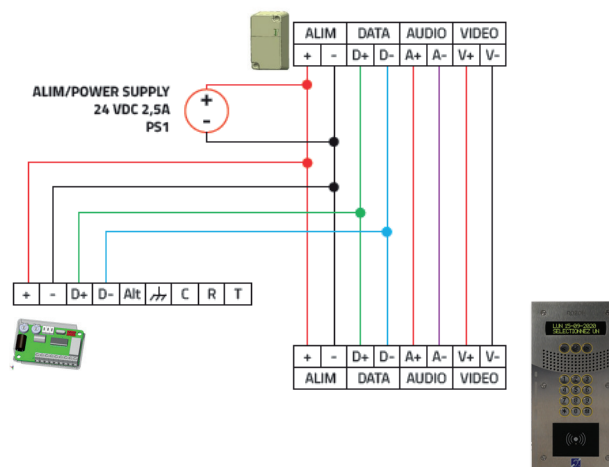 ALIM DATA AUDIO VIDEO
+ - D+ D- A+ A- V+ V-
ALIM/POWER SUPPLY
24 VDC 2,5A
PS1
+
-
+ - D+ D- Alt C R T
LUN 15-09-2020
SELECTIONNEZ UN
+ - D+ D- A+ A- V+ V-
ALIM DATA AUDIO VIDEO